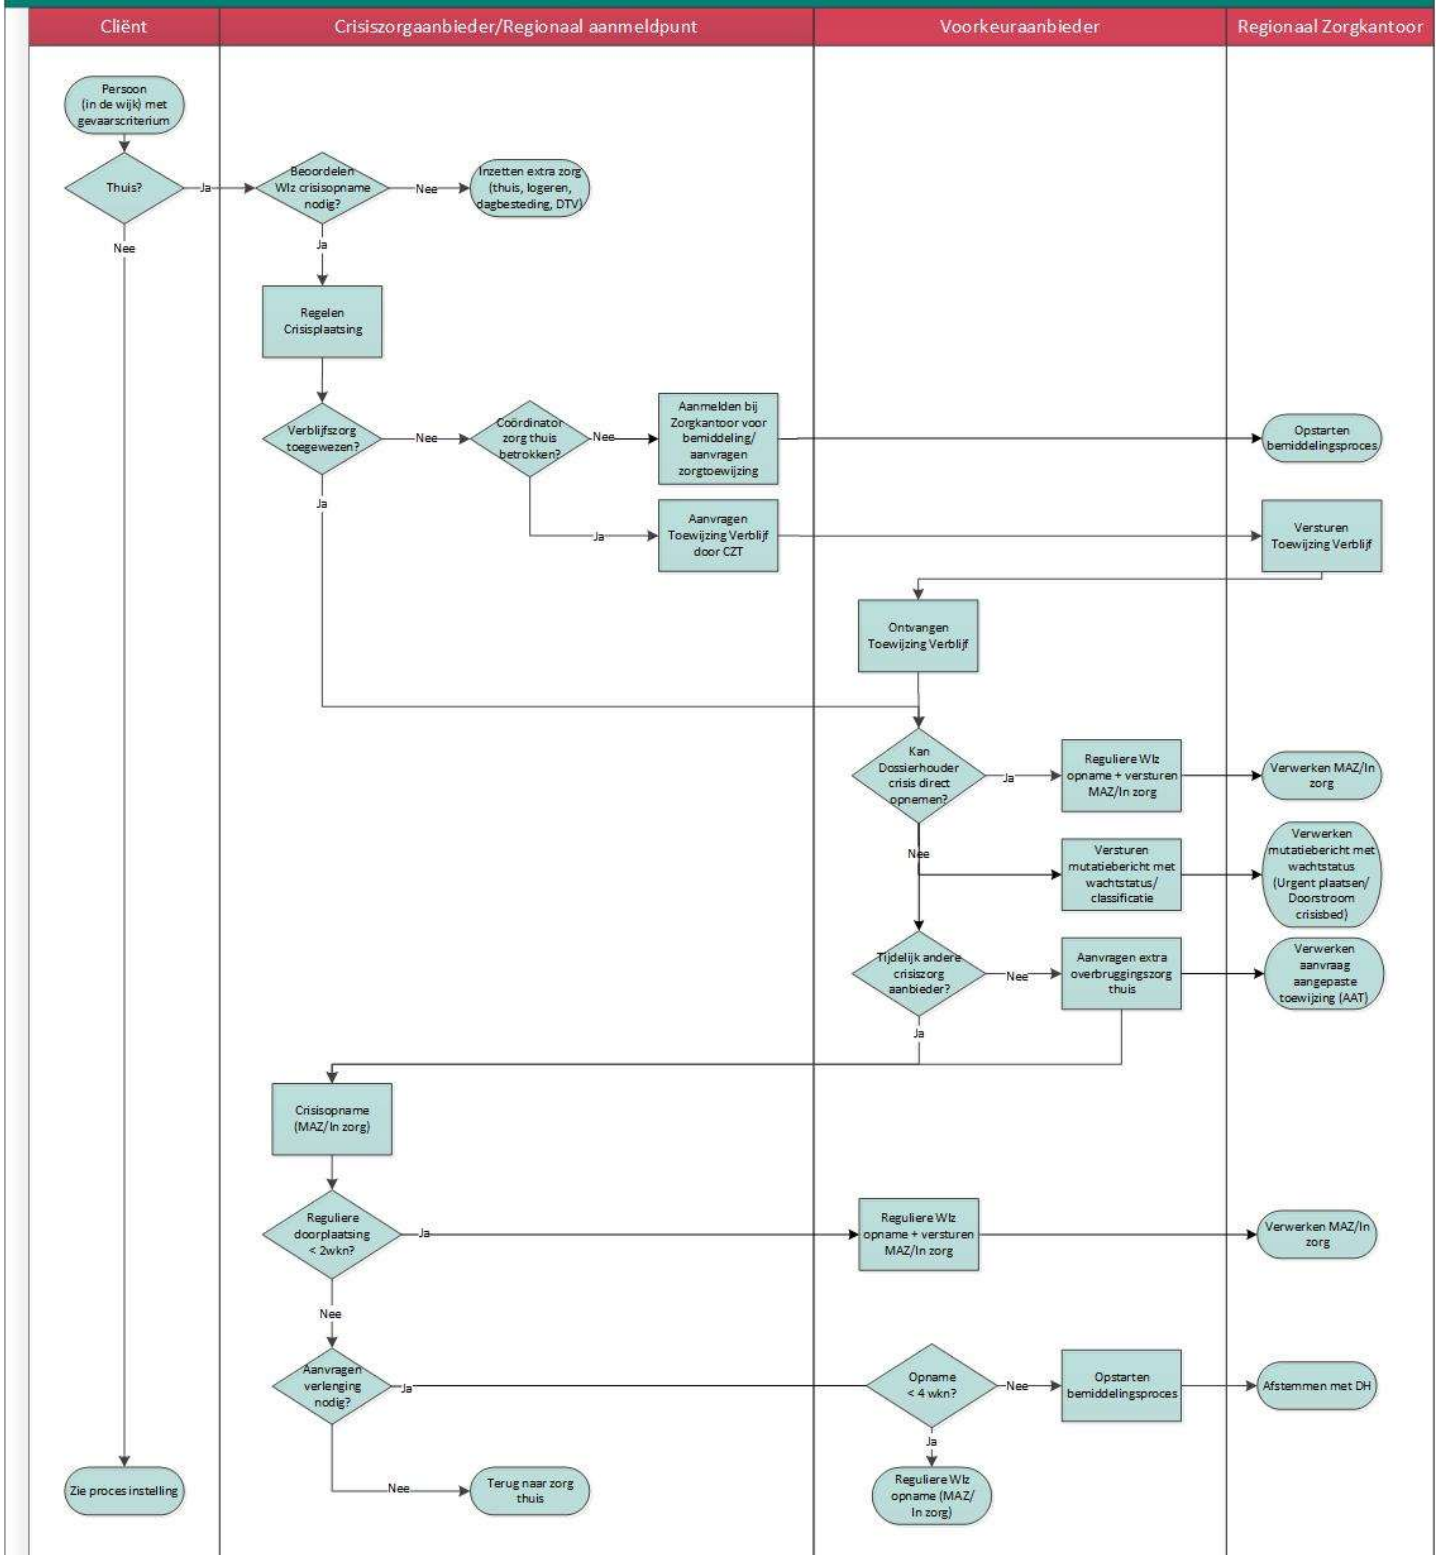 Cliënt
Crisiszorgaanbieder/Regionaal aanmeldpunt
Voorkeuraanbieder
Regionaal Zorgkantoor
Persoon
(in de wijk) met
gevaarscriterium
Thuis?
Ja
Beoordelen
Wlz crisisopname
nodig?
Nee
Inzetten extra zorg
(thuis, logeren,
dagbesteding, DTV)
Nee
Ja
Regelen
Crisisplaatsing
Verblijfszorg
toegewezen?
Nee
Coördinator
zorg thuis
betrokken?
Nee
Aanmelden bij
Zorgkantoor voor
bemiddeling/
aanvragen
zorgtoewijzing
Opstarten
bemiddelingsproces
Ja
Ja
Aanvragen
Toewijzing Verblijf
door CZT
Versturen
Toewijzing Verblijf
Ontvangen
Toewijzing Verblijf
Kan
Dossierhouder
crisis direct
opnemen?
Ja
Reguliere Wlz
opname + versturen
MAZ/In zorg
Verwerken MAZ/In
zorg
Nee
Versturen
mutatiebericht met
wachtstatus/
classificatie
Verwerken
mutatiebericht met
wachtstatus
(Urgent plaatsen/
Doorstroom
crisisbed)
Tijdelijk andere
crisiszorg
aanbieder?
Nee
Aanvragen extra
overbruggingszorg
thuis
Verwerken
aanvraag
aangepaste
toewijzing (AAT)
Ja
Crisisopname
(MAZ/In zorg)
Reguliere
doorplaatsing
< 2wkn?
Ja
Reguliere Wlz
opname + versturen
MAZ/In zorg
Verwerken MAZ/In
zorg
Nee
Aanvragen
verlenging
nodig?
Ja
Opname
< 4 wkn?
Nee
Opstarten
bemiddelingsproces
Afstemmen met DH
Ja
Zie proces instelling
Nee
Terug naar zorg
thuis
Reguliere Wlz
opname (MAZ/
In zorg)